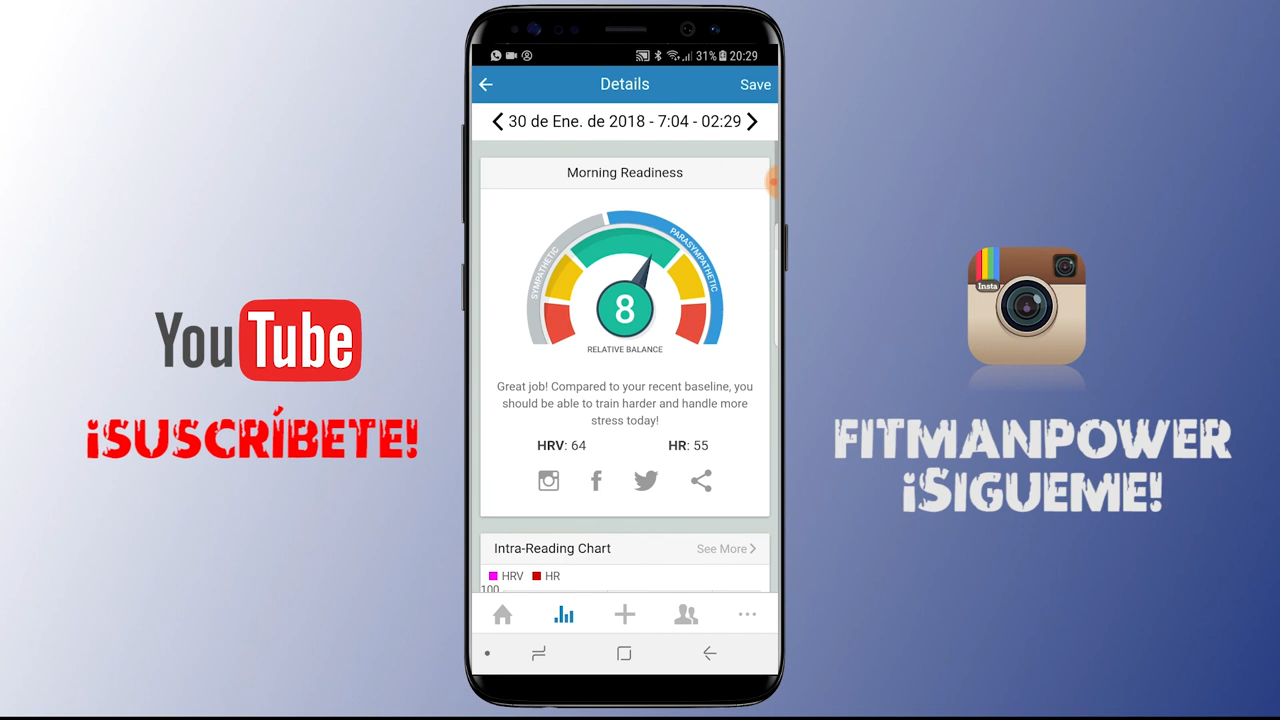 31% 20:29
Details
Save
30 de Ene. de 2018 - 7:04 - 02:29
Morning Readiness
SYMPATHETIC
PARASYMPATHETIC
8
RELATIVE BALANCE
Great job! Compared to your recent baseline, you
should be able to train harder and handle more
stress today!
HRV: 64
HR: 55
Intra-Reading Chart
See More
HRV
HR
100
YouTube
¡SUSCRÍBETE!
Insta
FITMANPOWER
¡SIGUEME!